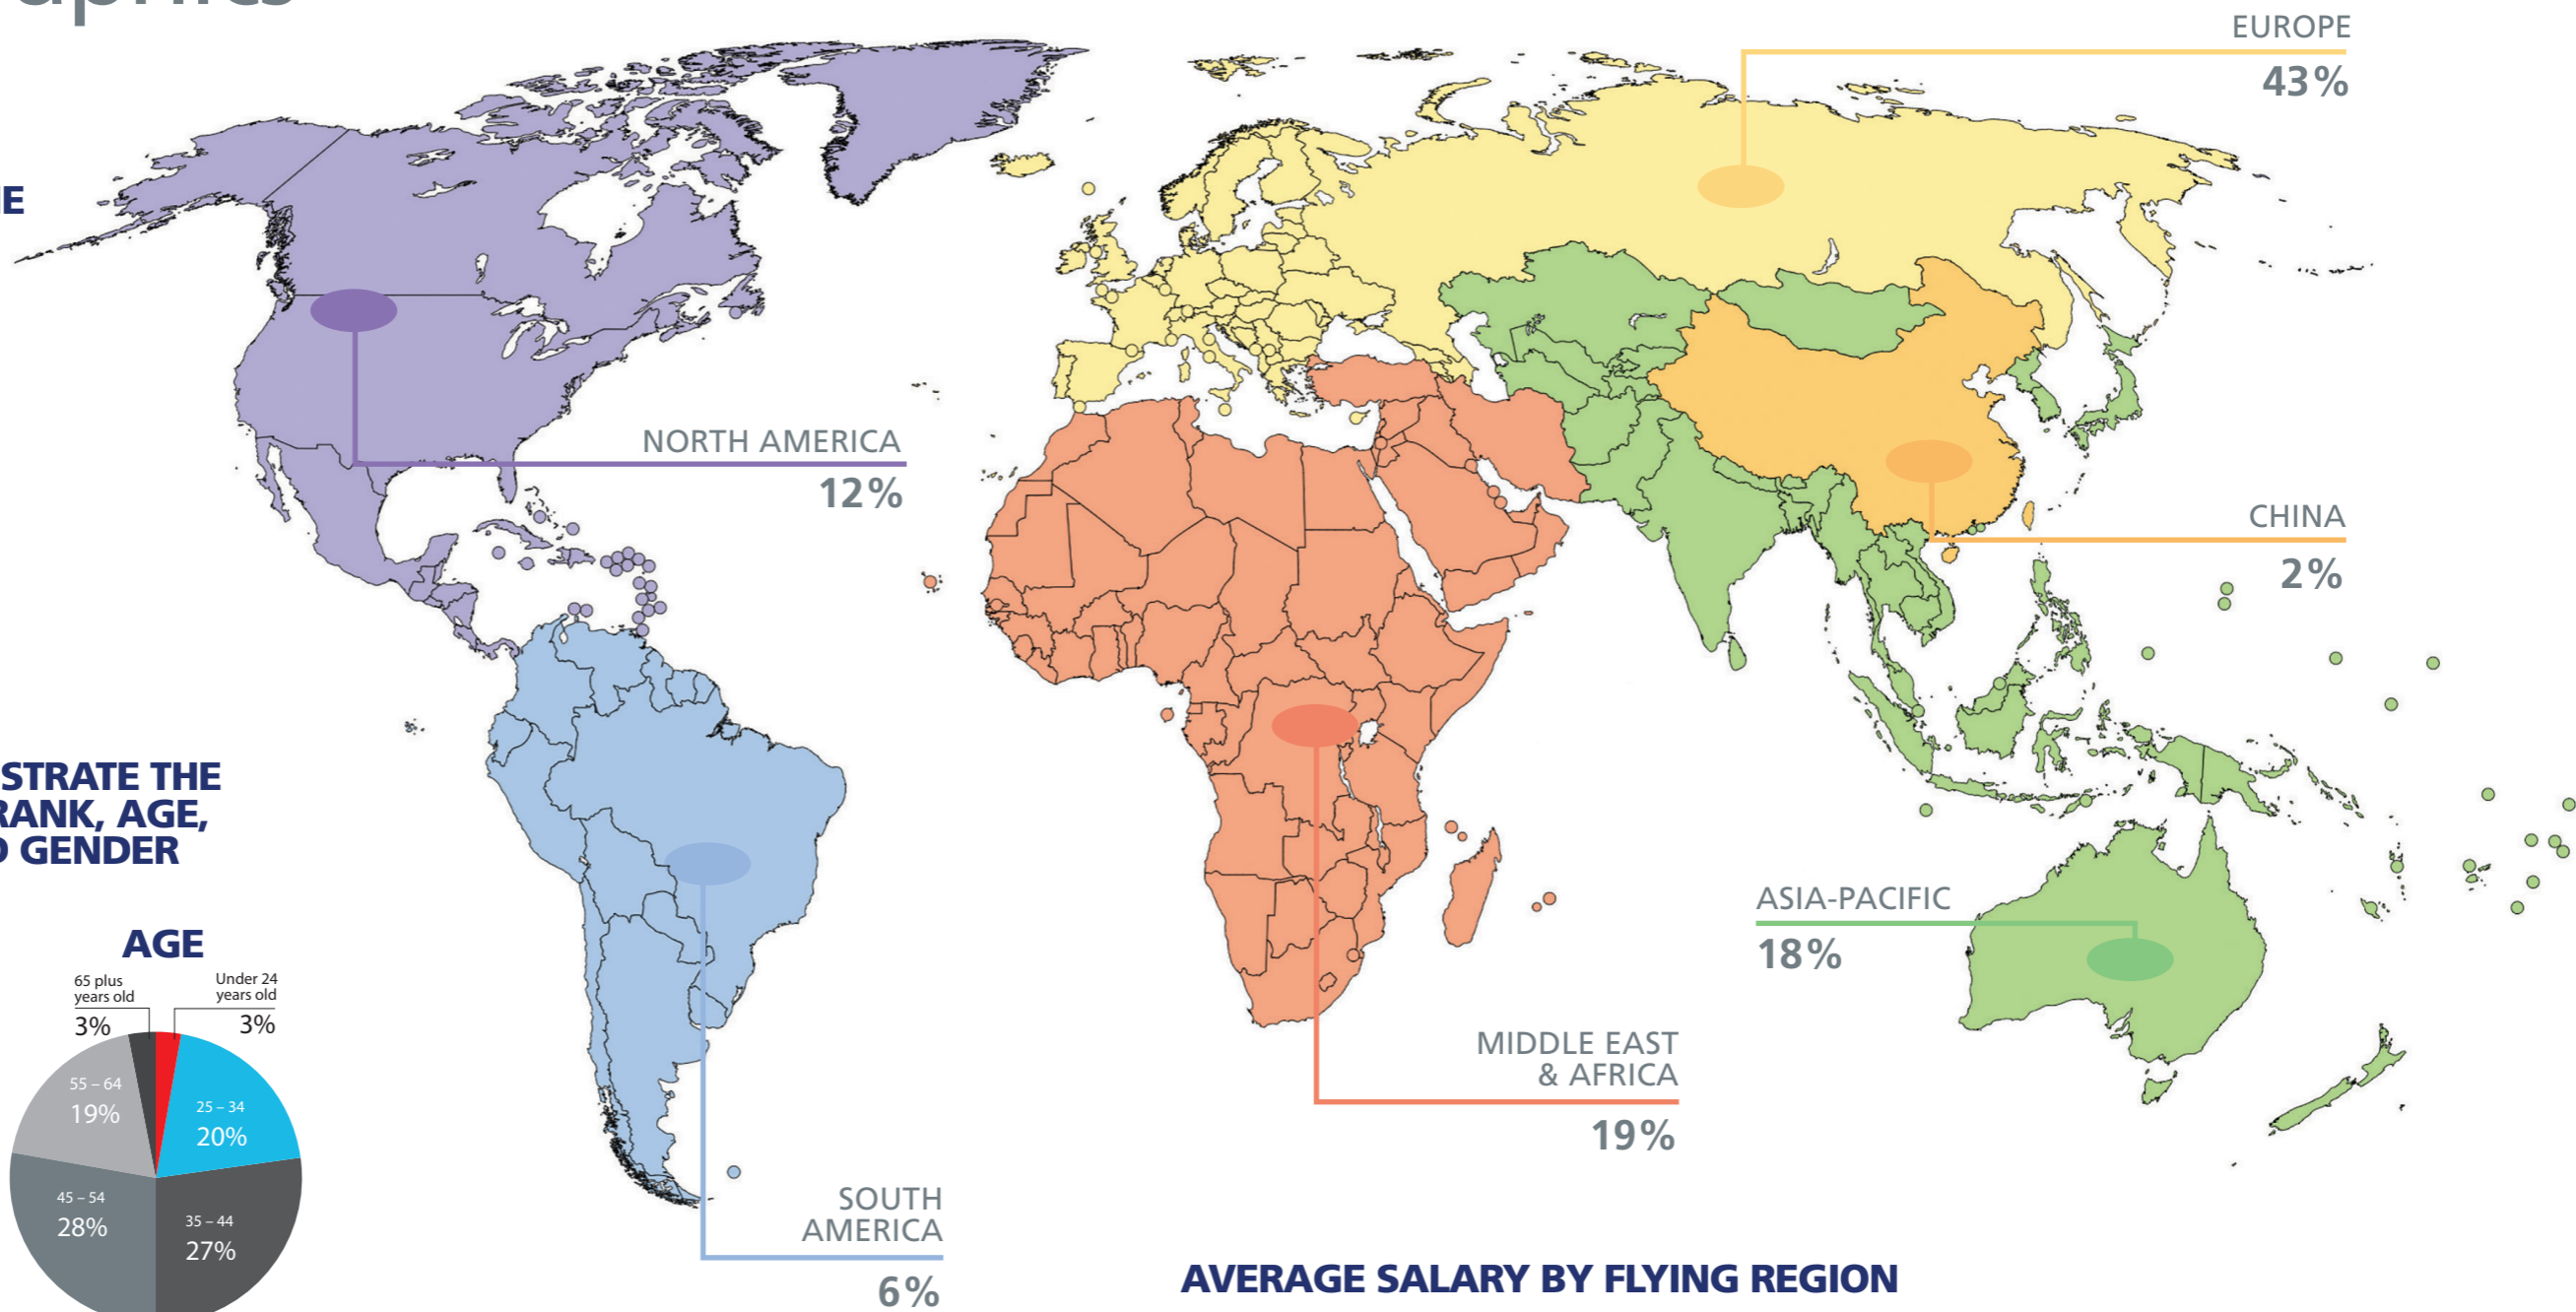 EUROPE
43%
NORTH AMERICA
12%
CHINA
2%
STRATE THE
RANK, AGE,
GENDER
ASIA-PACIFIC
18%
AGE
65 plus
years old
3%
Under 24
years old
3%
55 – 64
19%
25 – 34
20%
45 – 54
28%
35 – 44
27%
MIDDLE EAST
& AFRICA
19%
SOUTH
AMERICA
6%
AVERAGE SALARY BY FLYING REGION